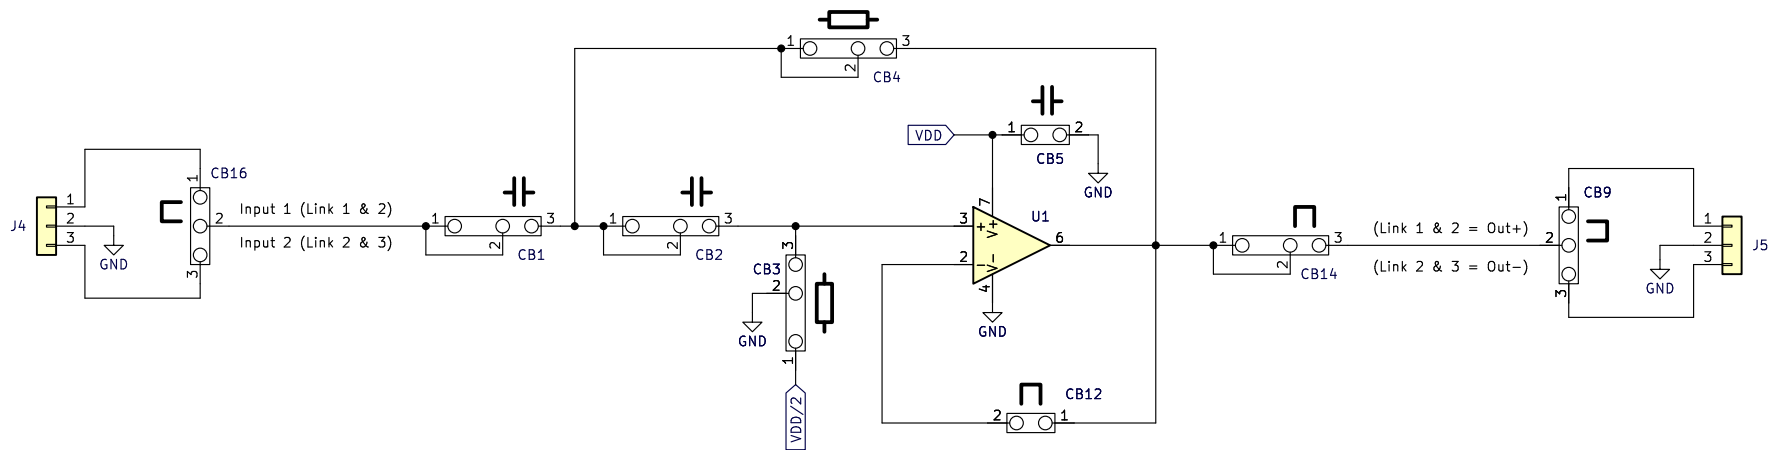 1
3
2
CB4
VDD
1
2
CB5
GND
J4
1
2
3
GND
CB16
1
2
3
Input 1 (Link 1 & 2)
Input 2 (Link 2 & 3)
1
2
3
CB1
1
2
3
CB2
CB3
3
2
1
GND
VDD/2
3
2
7
V+
V-
4
6
U1
+
−
GND
2
1
CB12
1
2
3
CB14
(Link 1 & 2 = Out+)
(Link 2 & 3 = Out-)
CB9
1
2
3
GND
1
2
3
J5